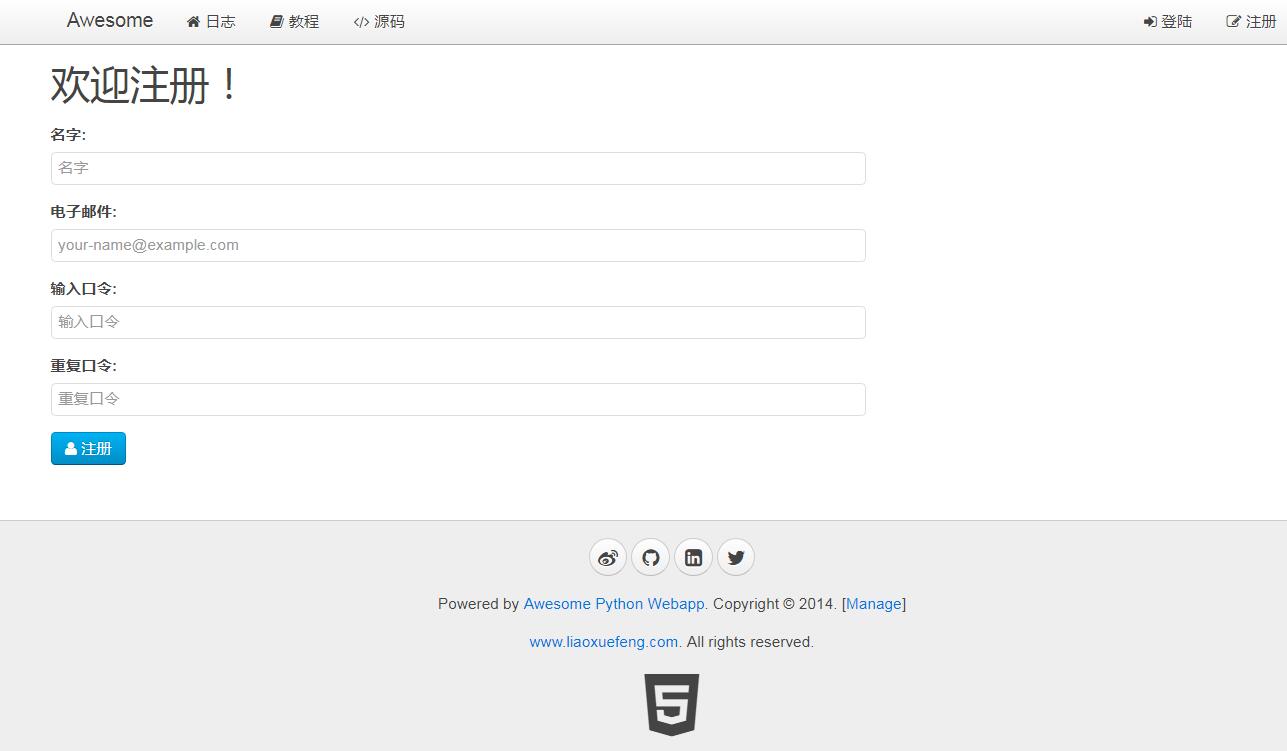 Awesome 日志 教程 源码 登陆 注册
欢迎注册！
名字:
名字
电子邮件:
your-name@example.com
输入口令:
输入口令
重复口令:
重复口令
注册
Powered by Awesome Python Webapp. Copyright © 2014. [Manage]
www.liaoxuefeng.com. All rights reserved.